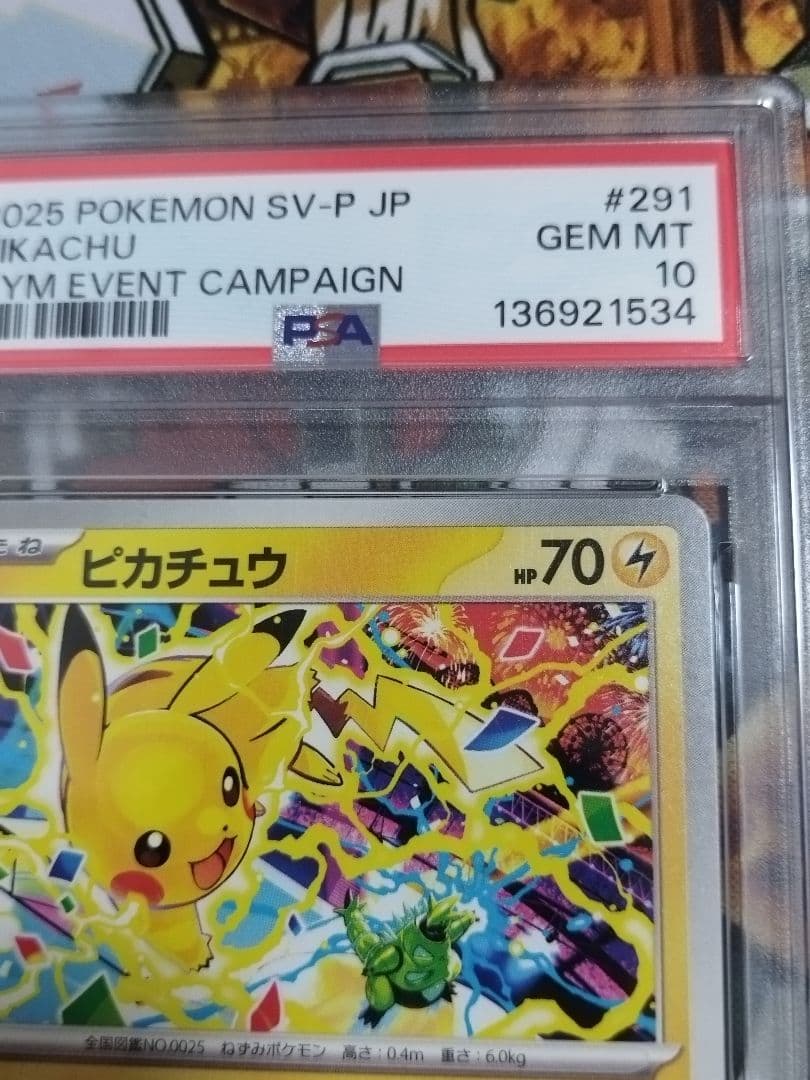 2025 POKEMON SV-P JP #291
IKACHU GEM MT
YM EVENT CAMPAIGN 10
PSA 136921534
ね ピカチュウ HP70
全国図鑑NO.0025 ねずみポケモン 高さ:0.4m 重さ:6.0kg